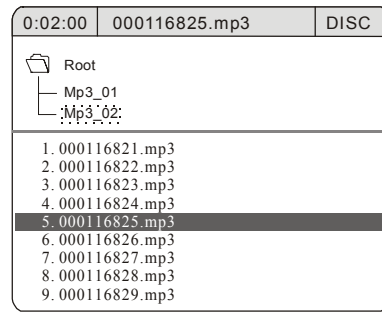 0:02:00 000116825.mp3 DISC
Root
Mp3_01
Mp3_02
1. 000116821.mp3
2. 000116822.mp3
3. 000116823.mp3
4. 000116824.mp3
5. 000116825.mp3
6. 000116826.mp3
7. 000116827.mp3
8. 000116828.mp3
9. 000116829.mp3